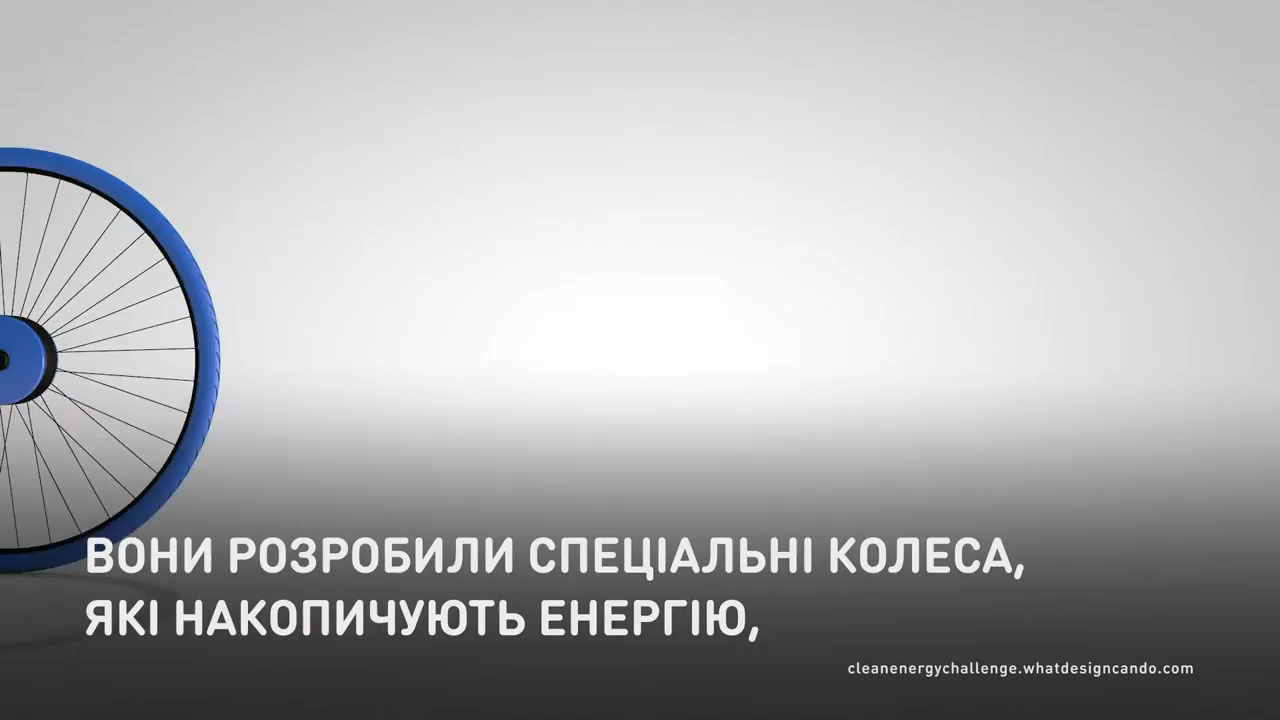 ВОНИ РОЗРОБИЛИ СПЕЦІАЛЬНІ КОЛЕСА,
ЯКІ НАКОПИЧУЮТЬ ЕНЕРГІЮ,
cleanenergychallenge.whatdesigncando.com